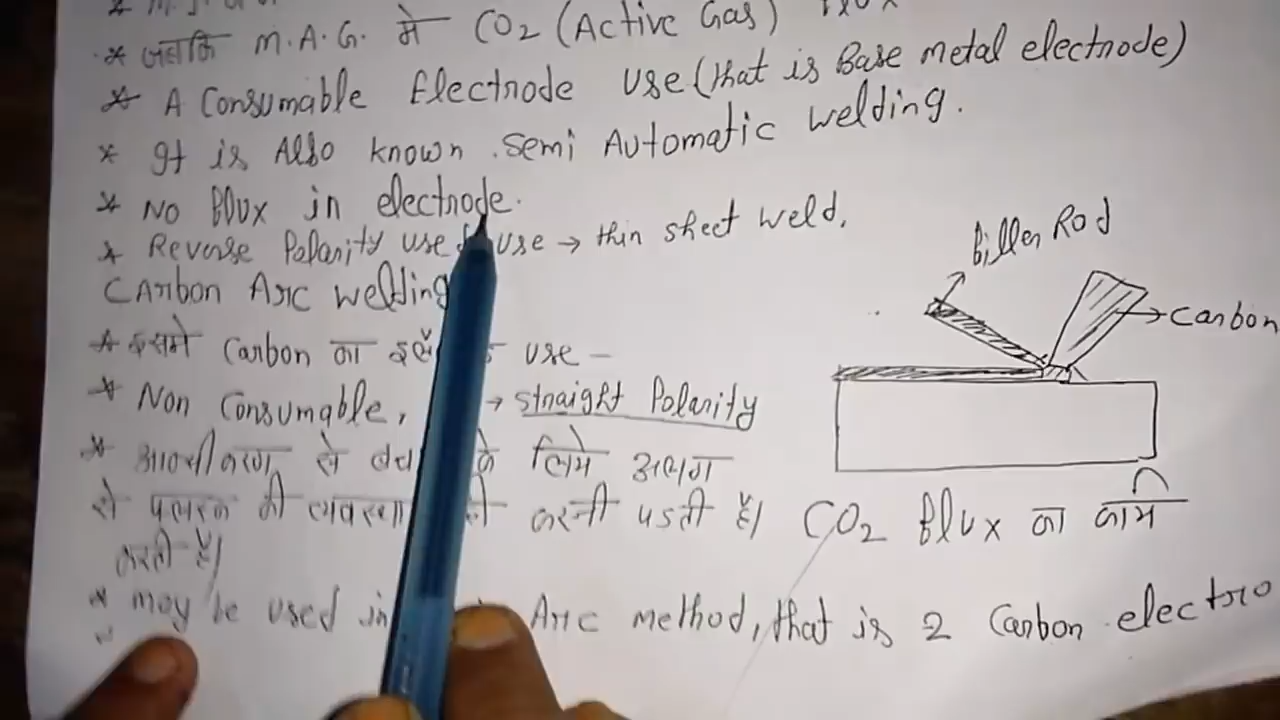 * जबकि M.A.G. मे CO2 (Active Gas)
* A Consumable Electrode Use (that is Base metal electrode)
* It is Also known Semi Automatic welding.
* No Flux in electrode.
* Reverse Polarity use → thin sheet weld.
Carbon Arc welding
* इसमे Carbon का use –
* Non Consumable, → straight Polarity
* से के लिये अलग
से फ्लक्स की व्यवस्था करनी पडती है। CO2 Flux का काम
करती है।
* may be used in Arc method, that is 2 Carbon electro
Filler Rod
Carbon